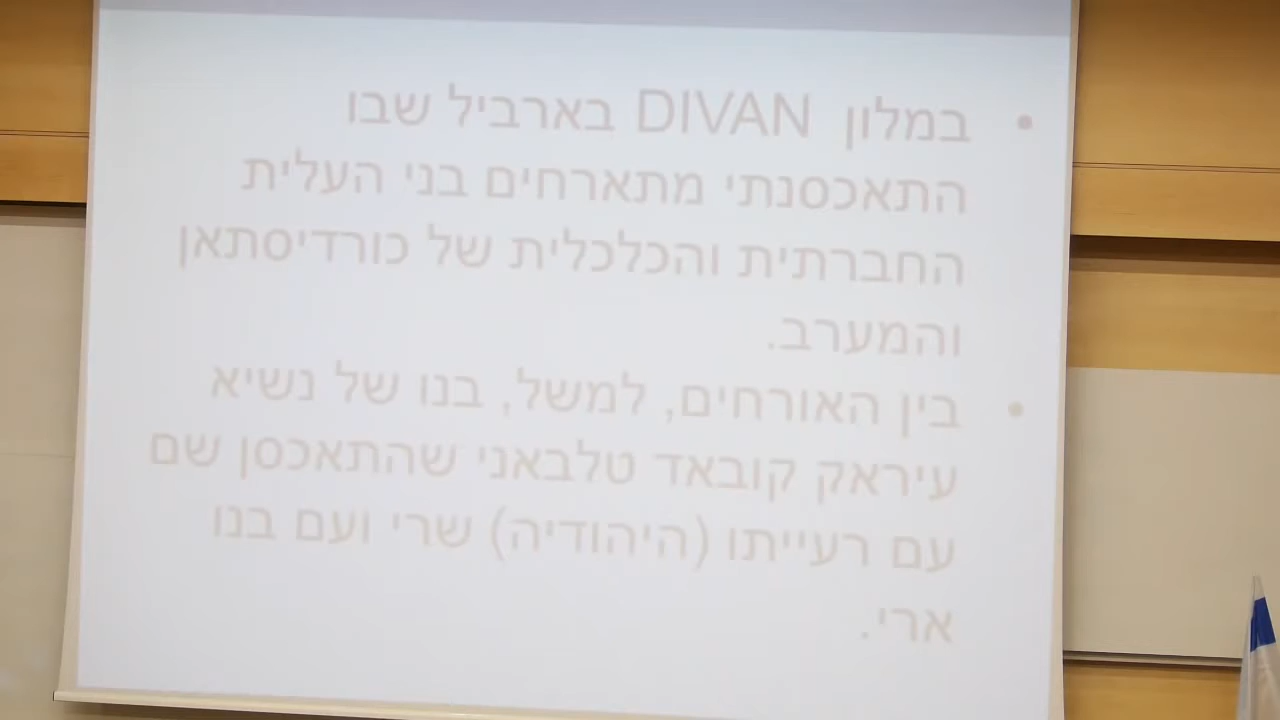 • במלון DIVAN בארביל שבו
התאכסנתי מתארחים בני העלית
החברתית והכלכלית של כורדיסתאן
והמערב.
• בין האורחים, למשל, בנו של נשיא
עיראק קובאד טלבאני שהתאכסן שם
עם רעייתו (היהודיה) שרי ועם בנו
ארי.